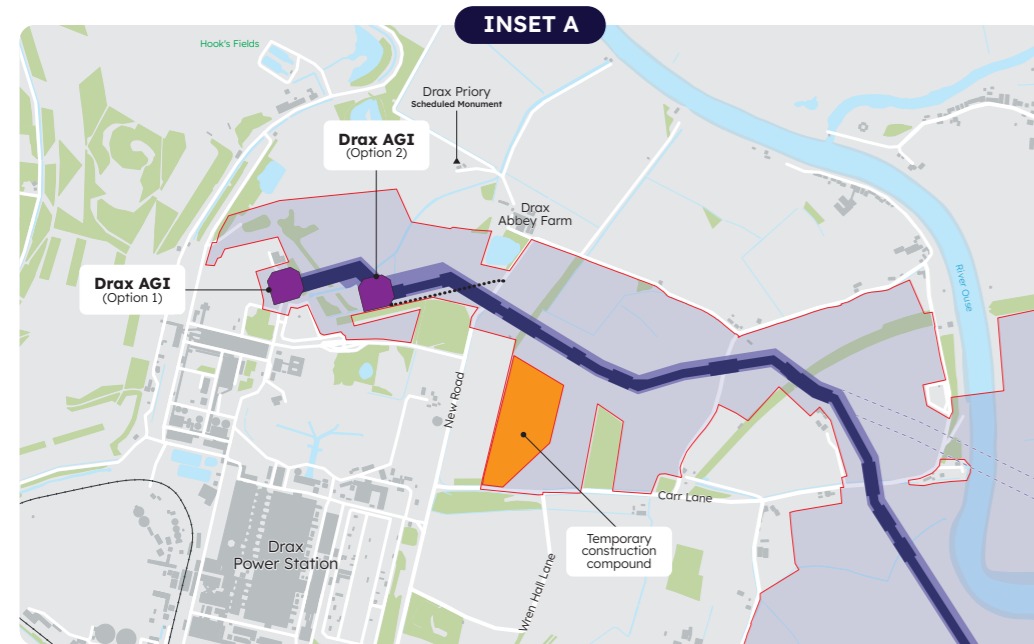 INSET A
Hook's Fields
Drax Priory
Scheduled Monument
Drax AGI
(Option 2)
Drax
Abbey Farm
Drax AGI
(Option 1)
River Ouse
New Road
Carr Lane
Temporary
construction
compound
Drax
Power Station
Wren Hall Lane